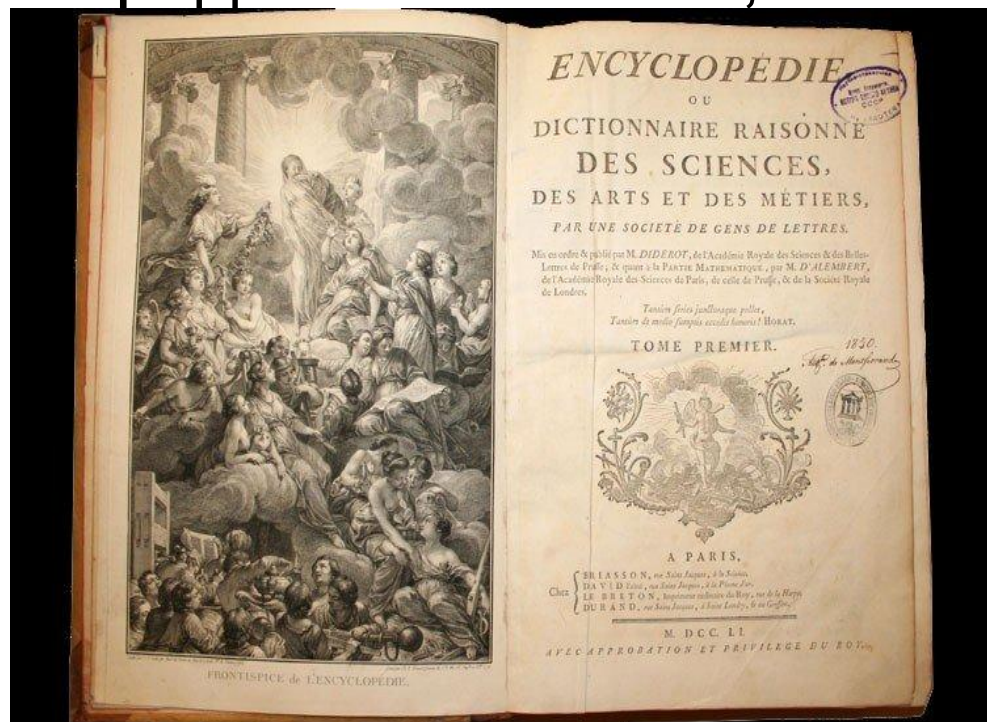 FRONTISPICE de L'ENCYCLOPÉDIE.
ENCYCLOPÉDIE,
OU
DICTIONNAIRE RAISONNÉ
DES SCIENCES,
DES ARTS ET DES MÉTIERS,
PAR UNE SOCIETÉ DE GENS DE LETTRES.
Mis en ordre & publié par M. DIDEROT, de l'Académie Royale des Sciences & des Belles-
Lettres de Prusse; & quant à la PARTIE MATHÉMATIQUE, par M. D'ALEMBERT,
de l'Académie Royale des Sciences de Paris, de celle de Prusse, & de la Société Royale
de Londres.
Tantùm series juncturaque pollet,
Tantùm de medio sumptis accedit honoris! HORAT.
TOME PREMIER.
1850.
de Montferrand
A PARIS,
Chez
BRIASSON, rue Saint Jacques, à la Science.
DAVID l'aîné, rue Saint Jacques, à la Plume d'or.
LE BRETON, Imprimeur ordinaire du Roy, rue de la Harpe.
DURAND, rue Saint Jacques, à Saint Landry, & au Griffon.
M. DCC. LI.
AVEC APPROBATION ET PRIVILEGE DU ROY.